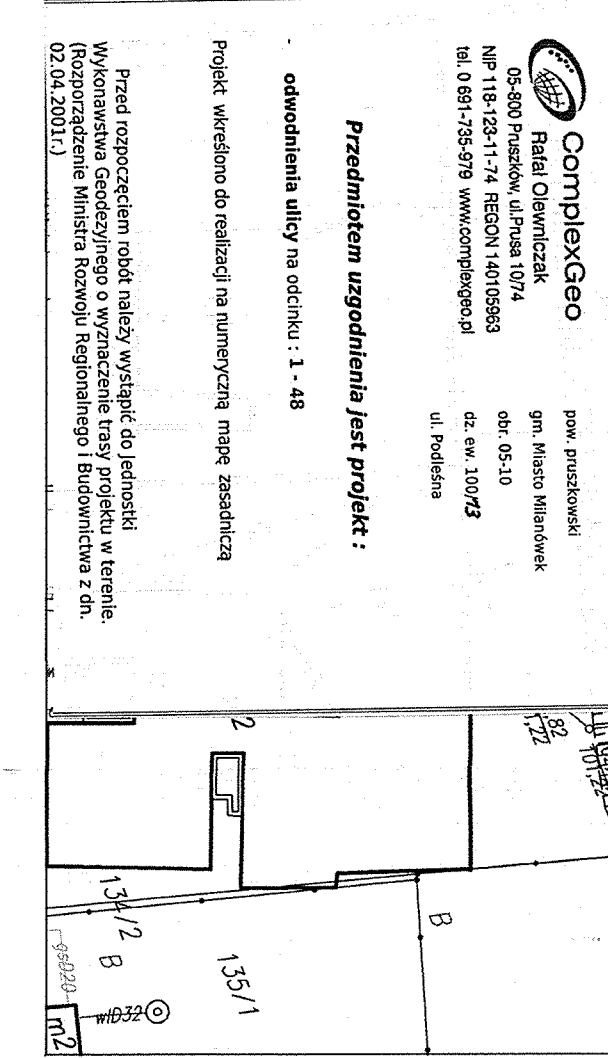 ComplexGeo
Rafał Olewniczak
05-800 Pruszków, ul.Prusa 10/74
NIP 118-123-11-74 REGON 140105963
tel. 0 691-735-979 www.complexgeo.pl
pow. pruszkowski
gm. Miasto Milanówek
obr. 05-10
dz. ew. 100/73
ul. Podleśna
Przedmiotem uzgodnienia jest projekt :
- odwodnienia ulicy na odcinku : 1 - 48
Projekt wkreślono do realizacji na numeryczną mapę zasadniczą
Przed rozpoczęciem robót należy wystąpić do Jednostki
Wykonawstwa Geodezyjnego o wyznaczenie trasy projektu w terenie.
(Rozporządzenie Ministra Rozwoju Regionalnego i Budownictwa z dn.
02.04.2001r.)
2
134/2
B
135/1
B
gsD20
wD32
m2